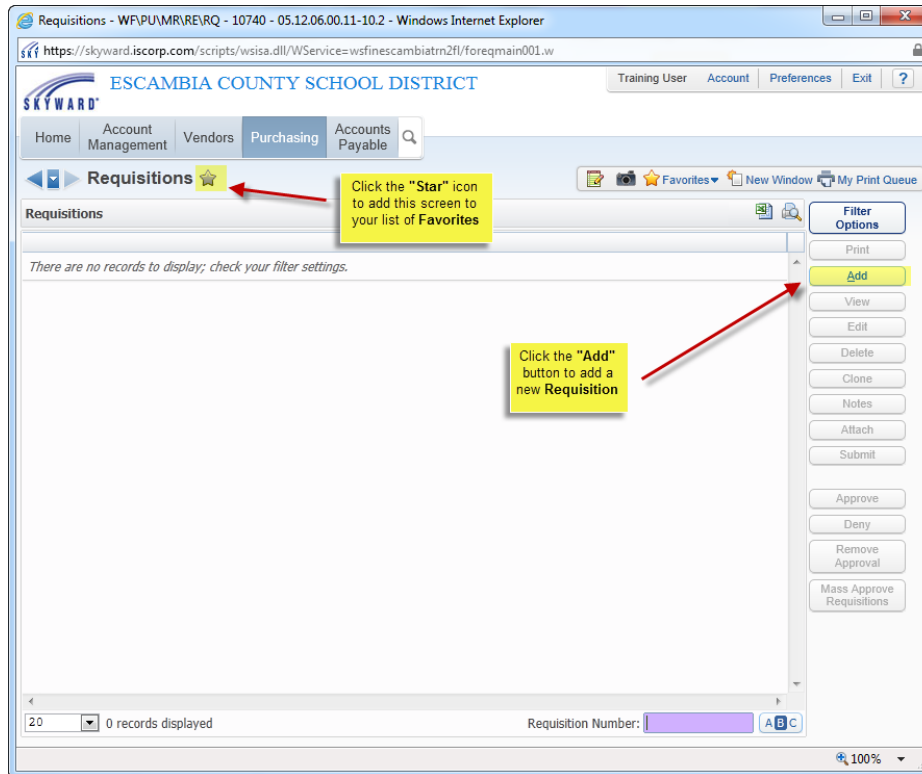 Requisitions - WF\PU\MR\RE\RQ - 10740 - 05.12.06.00.11-10.2 - Windows Internet Explorer
https://skyward.iscorp.com/scripts/wsisa.dll/WService=wsfinescambiatrn2fl/foreqmain001.w
SKYWARD
ESCAMBIA COUNTY SCHOOL DISTRICT
Training User Account Preferences Exit ?
Home Account Management Vendors Purchasing Accounts Payable
Requisitions
Favorites New Window My Print Queue
Click the "Star" icon
to add this screen to
your list of Favorites
Requisitions
There are no records to display; check your filter settings.
Click the "Add"
button to add a
new Requisition
Filter
Options
Print
Add
View
Edit
Delete
Clone
Notes
Attach
Submit
Approve
Deny
Remove
Approval
Mass Approve
Requisitions
20 0 records displayed Requisition Number: A B C
100%